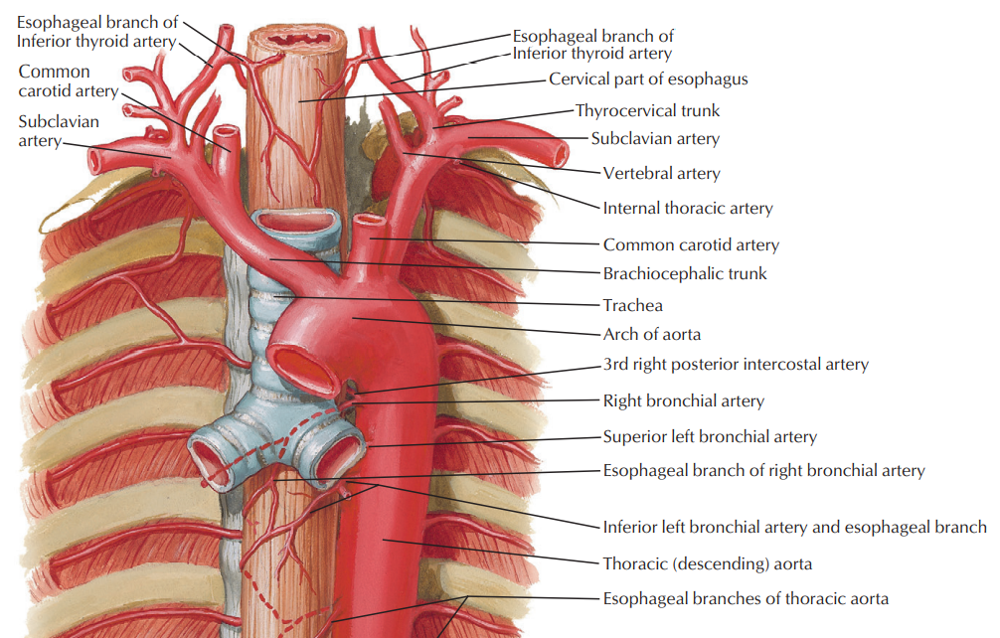 Esophageal branch of
Inferior thyroid artery
Common
carotid artery
Subclavian
artery
Esophageal branch of
Inferior thyroid artery
Cervical part of esophagus
Thyrocervical trunk
Subclavian artery
Vertebral artery
Internal thoracic artery
Common carotid artery
Brachiocephalic trunk
Trachea
Arch of aorta
3rd right posterior intercostal artery
Right bronchial artery
Superior left bronchial artery
Esophageal branch of right bronchial artery
Inferior left bronchial artery and esophageal branch
Thoracic (descending) aorta
Esophageal branches of thoracic aorta